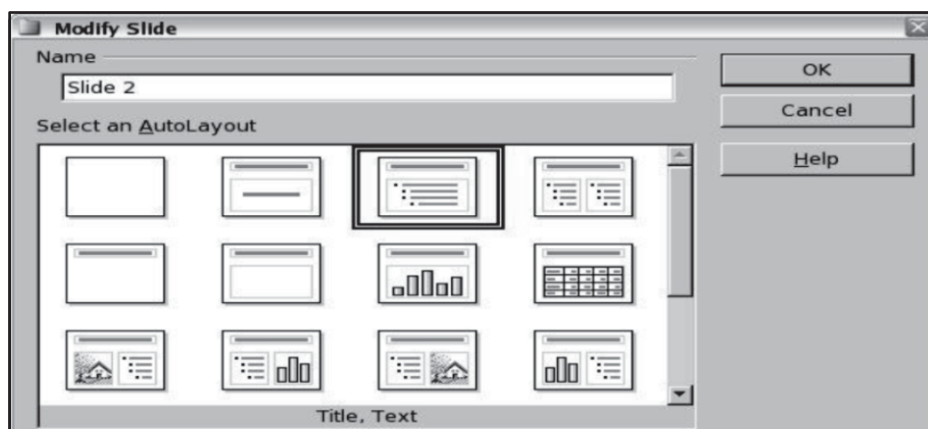 Modify Slide
Name
OK
Slide 2
Cancel
Select an AutoLayout
Help
Title, Text